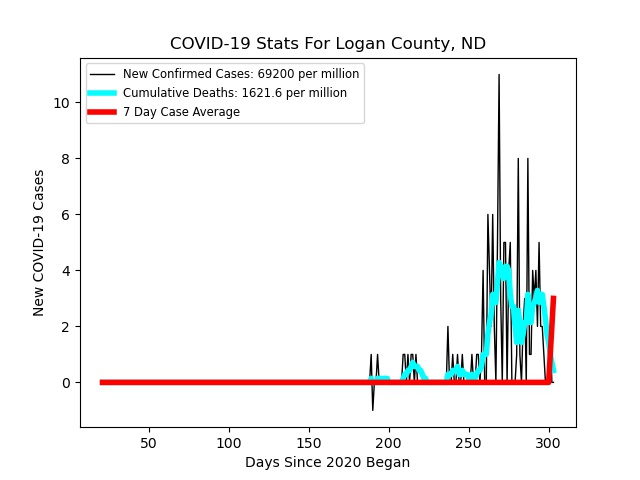 COVID-19 Stats For Logan County, ND
New Confirmed Cases: 69200 per million
Cumulative Deaths: 1621.6 per million
7 Day Case Average
New COVID-19 Cases
10
8
6
4
2
0
50 100 150 200 250 300
Days Since 2020 Began